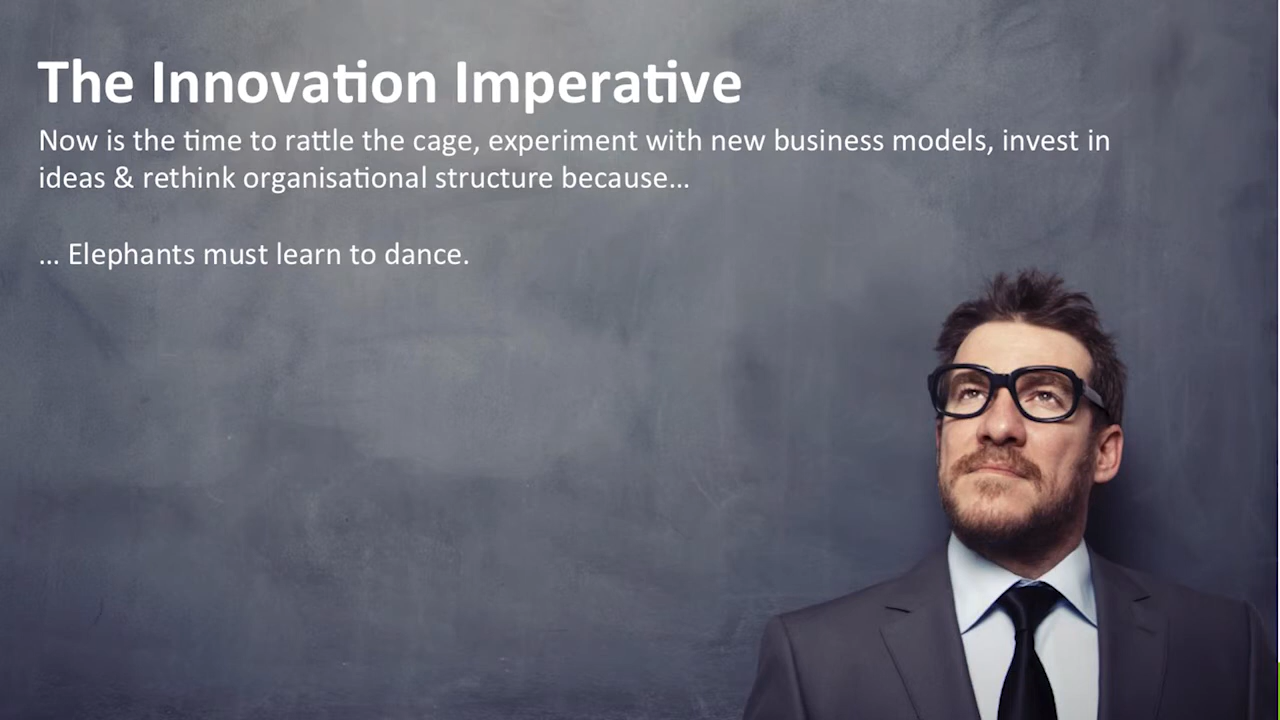 The Innovation Imperative
Now is the time to rattle the cage, experiment with new business models, invest in
ideas & rethink organisational structure because…
… Elephants must learn to dance.